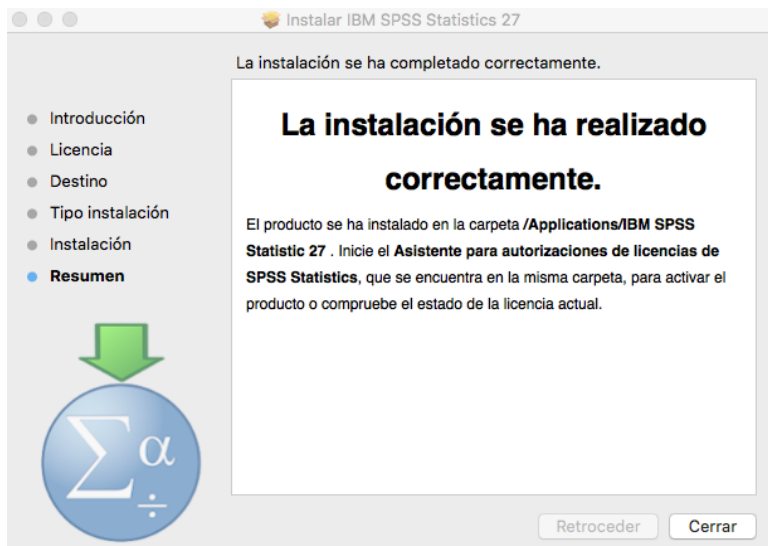 Instalar IBM SPSS Statistics 27
La instalación se ha completado correctamente.
Introducción
Licencia
Destino
Tipo instalación
Instalación
Resumen
La instalación se ha realizado
correctamente.
El producto se ha instalado en la carpeta /Applications/IBM SPSS
Statistic 27 . Inicie el Asistente para autorizaciones de licencias de
SPSS Statistics, que se encuentra en la misma carpeta, para activar el
producto o compruebe el estado de la licencia actual.
Σ α ÷
Retroceder Cerrar